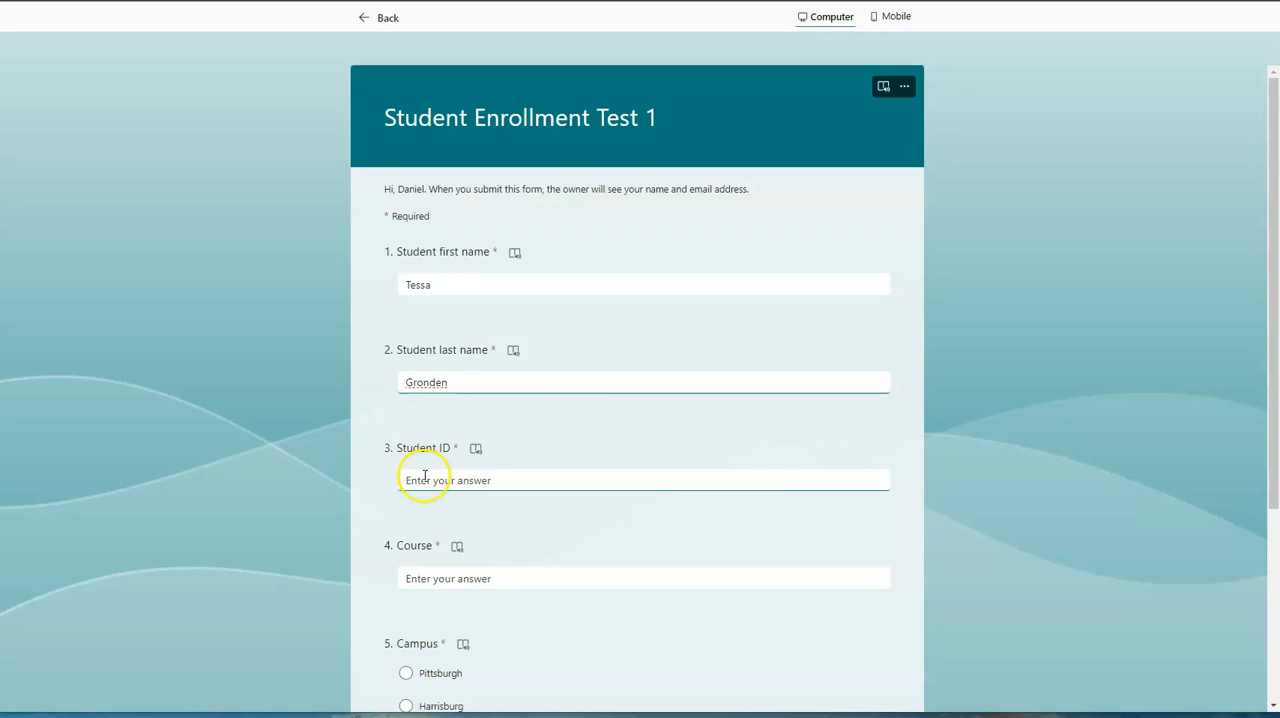 Back
Computer
Mobile
Student Enrollment Test 1
Hi, Daniel. When you submit this form, the owner will see your name and email address.
* Required
1. Student first name *
Tessa
2. Student last name *
Gronden
3. Student ID *
Enter your answer
4. Course *
Enter your answer
5. Campus *
Pittsburgh
Harrisburg